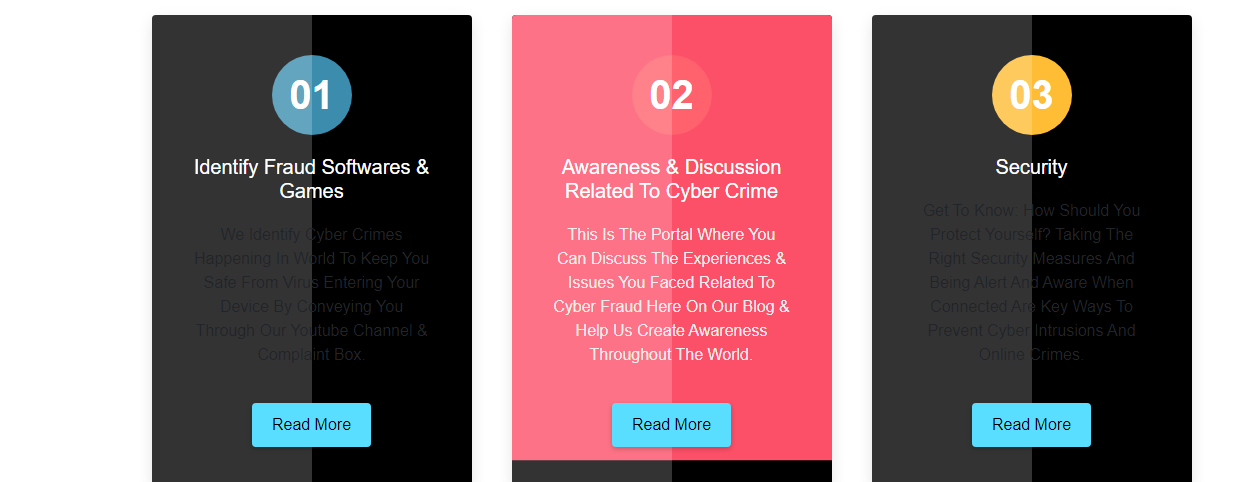 01
Identify Fraud Softwares &
Games
We Identify Cyber Crimes
Happening In World To Keep You
Safe From Virus Entering Your
Device By Conveying You
Through Our Youtube Channel &
Complaint Box.
Read More
02
Awareness & Discussion
Related To Cyber Crime
This Is The Portal Where You
Can Discuss The Experiences &
Issues You Faced Related To
Cyber Fraud Here On Our Blog &
Help Us Create Awareness
Throughout The World.
Read More
03
Security
Get To Know: How Should You
Protect Yourself? Taking The
Right Security Measures And
Being Alert And Aware When
Connected Are Key Ways To
Prevent Cyber Intrusions And
Online Crimes.
Read More